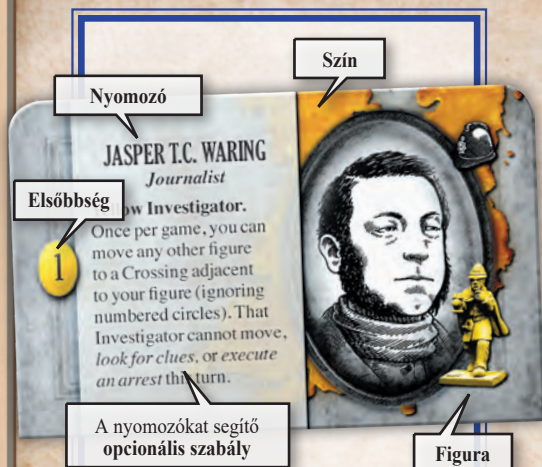 Szín
Nyomozó
JASPER T.C. WARING
Journalist
Elsőbbség
ow Investigator.
Once per game, you can
move any other figure
to a Crossing adjacent
to your figure (ignoring
numbered circles). That
Investigator cannot move,
look for clues, or execute
an arrest this turn.
1
A nyomozókat segítő
opcionális szabály
Figura